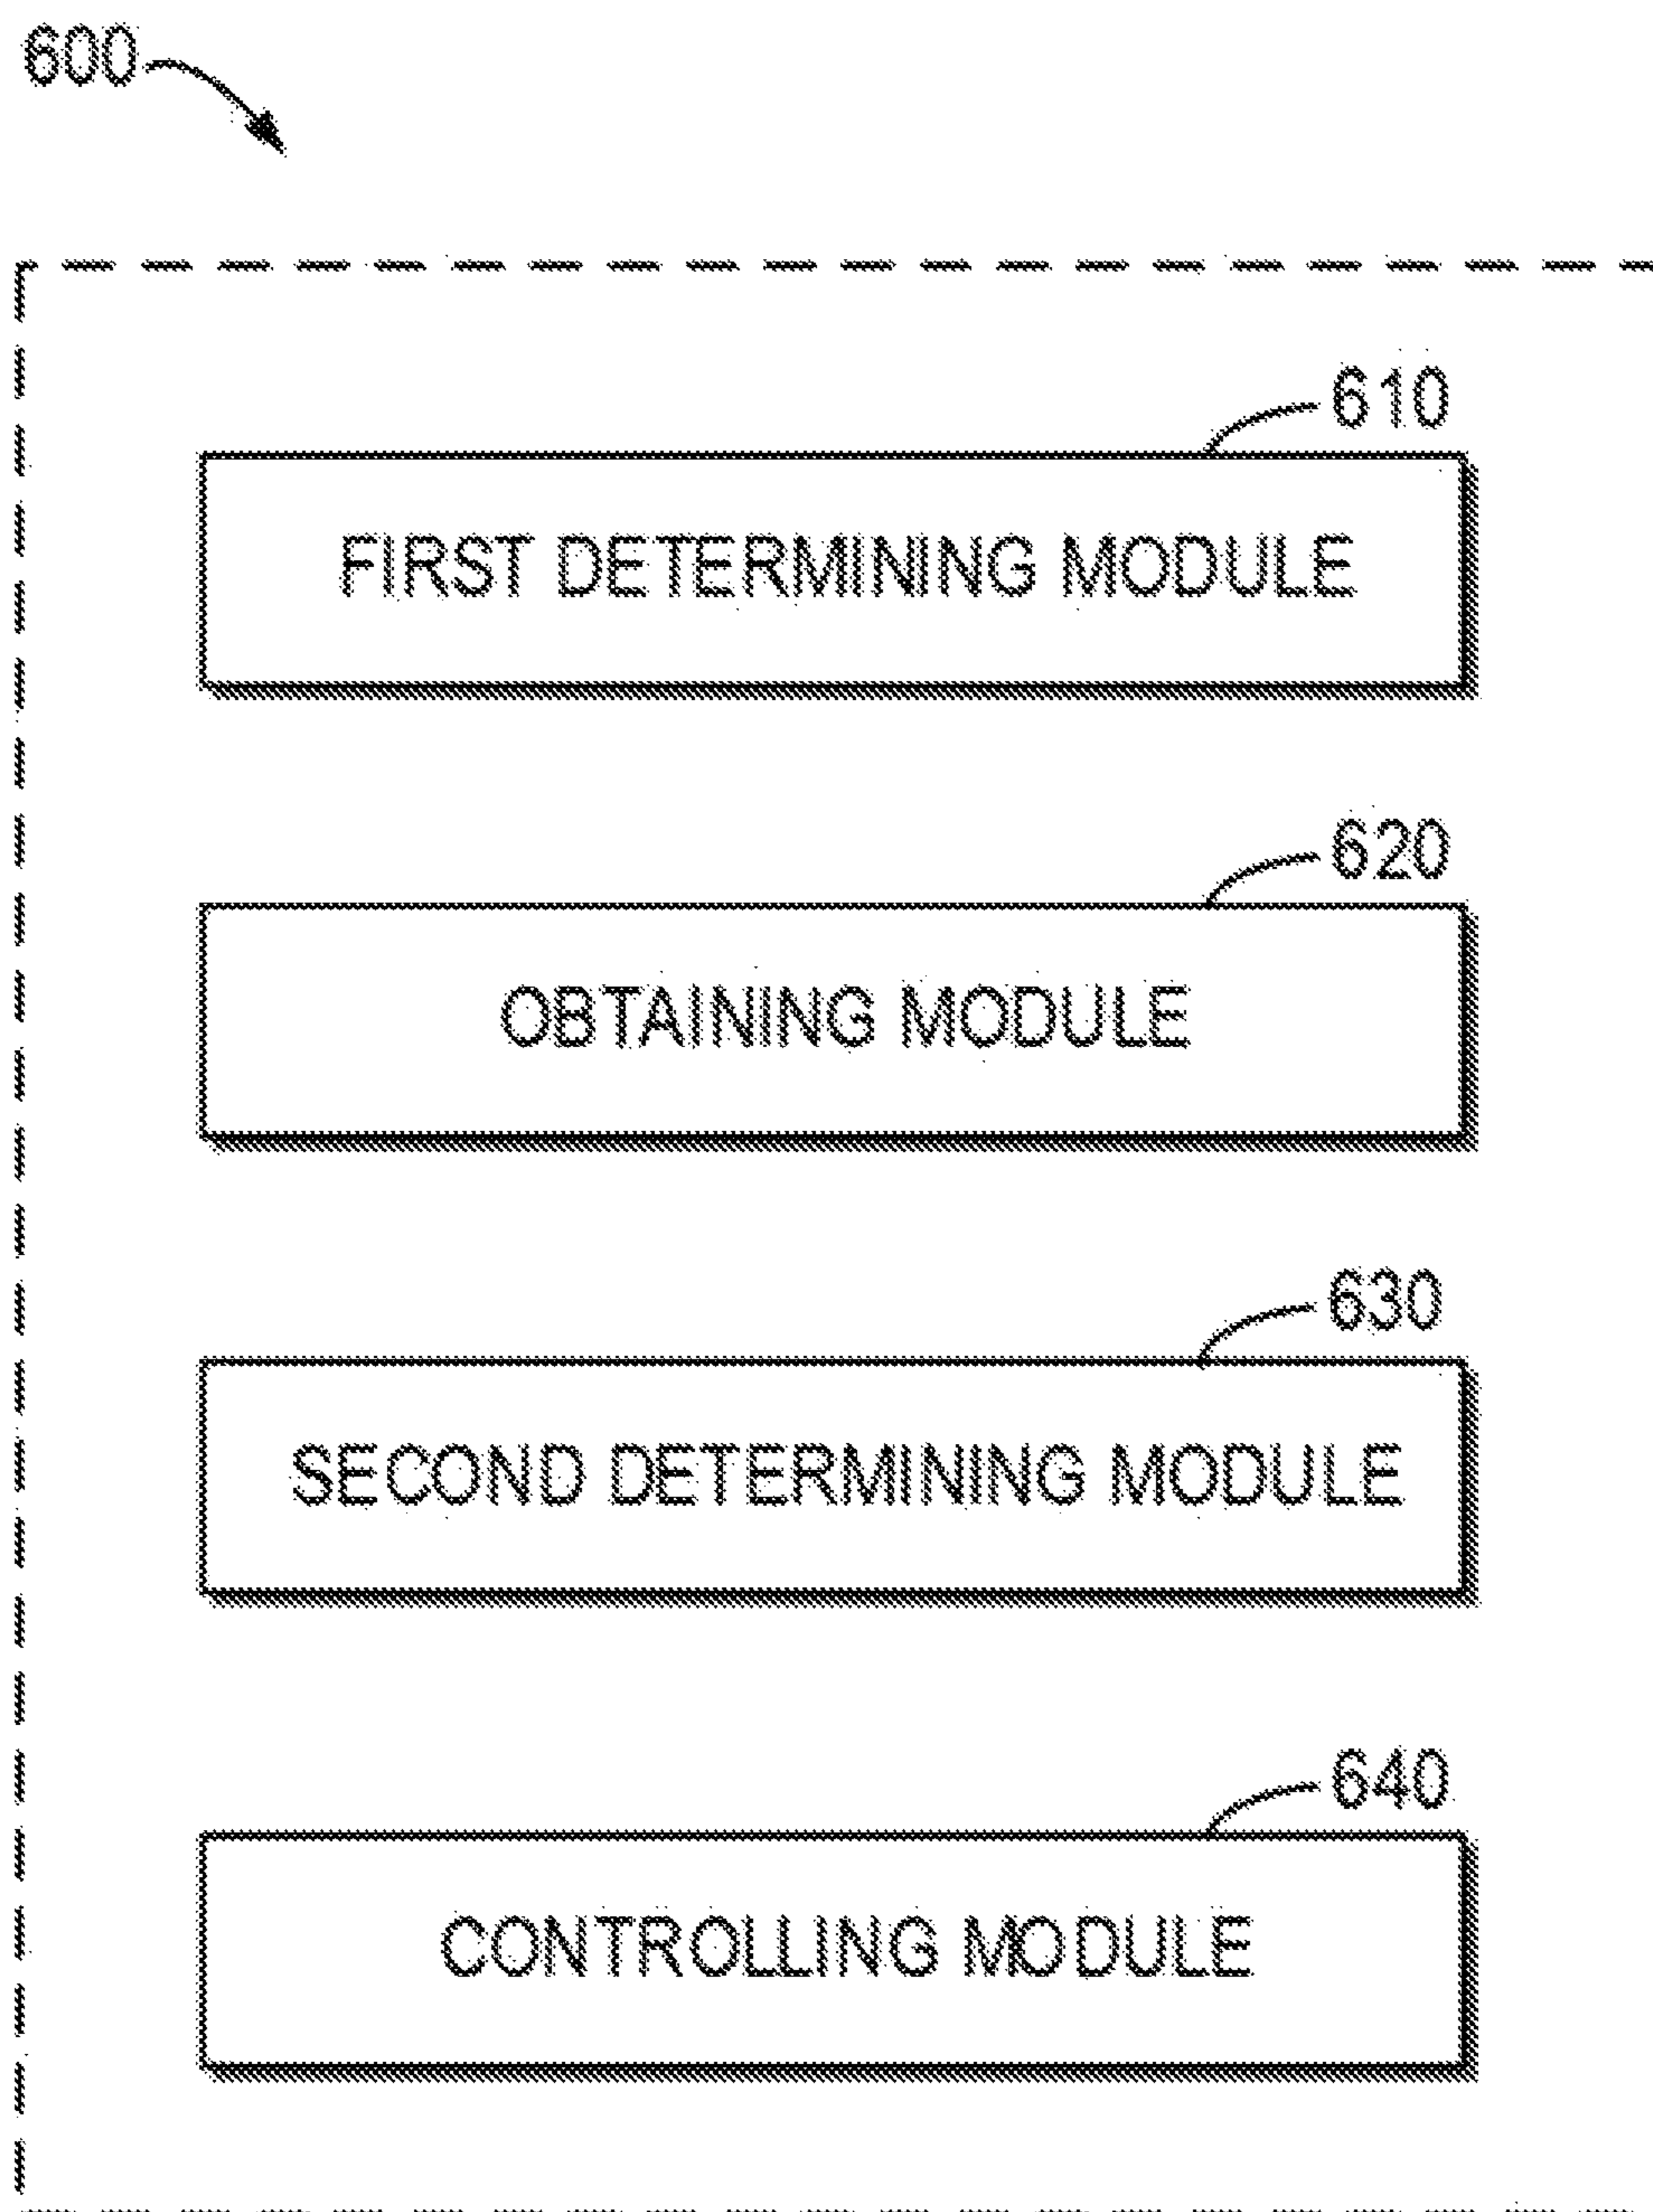 600
610
FIRST DETERMINING MODULE
620
OBTAINING MODULE
630
SECOND DETERMINING MODULE
640
CONTROLLING MODULE